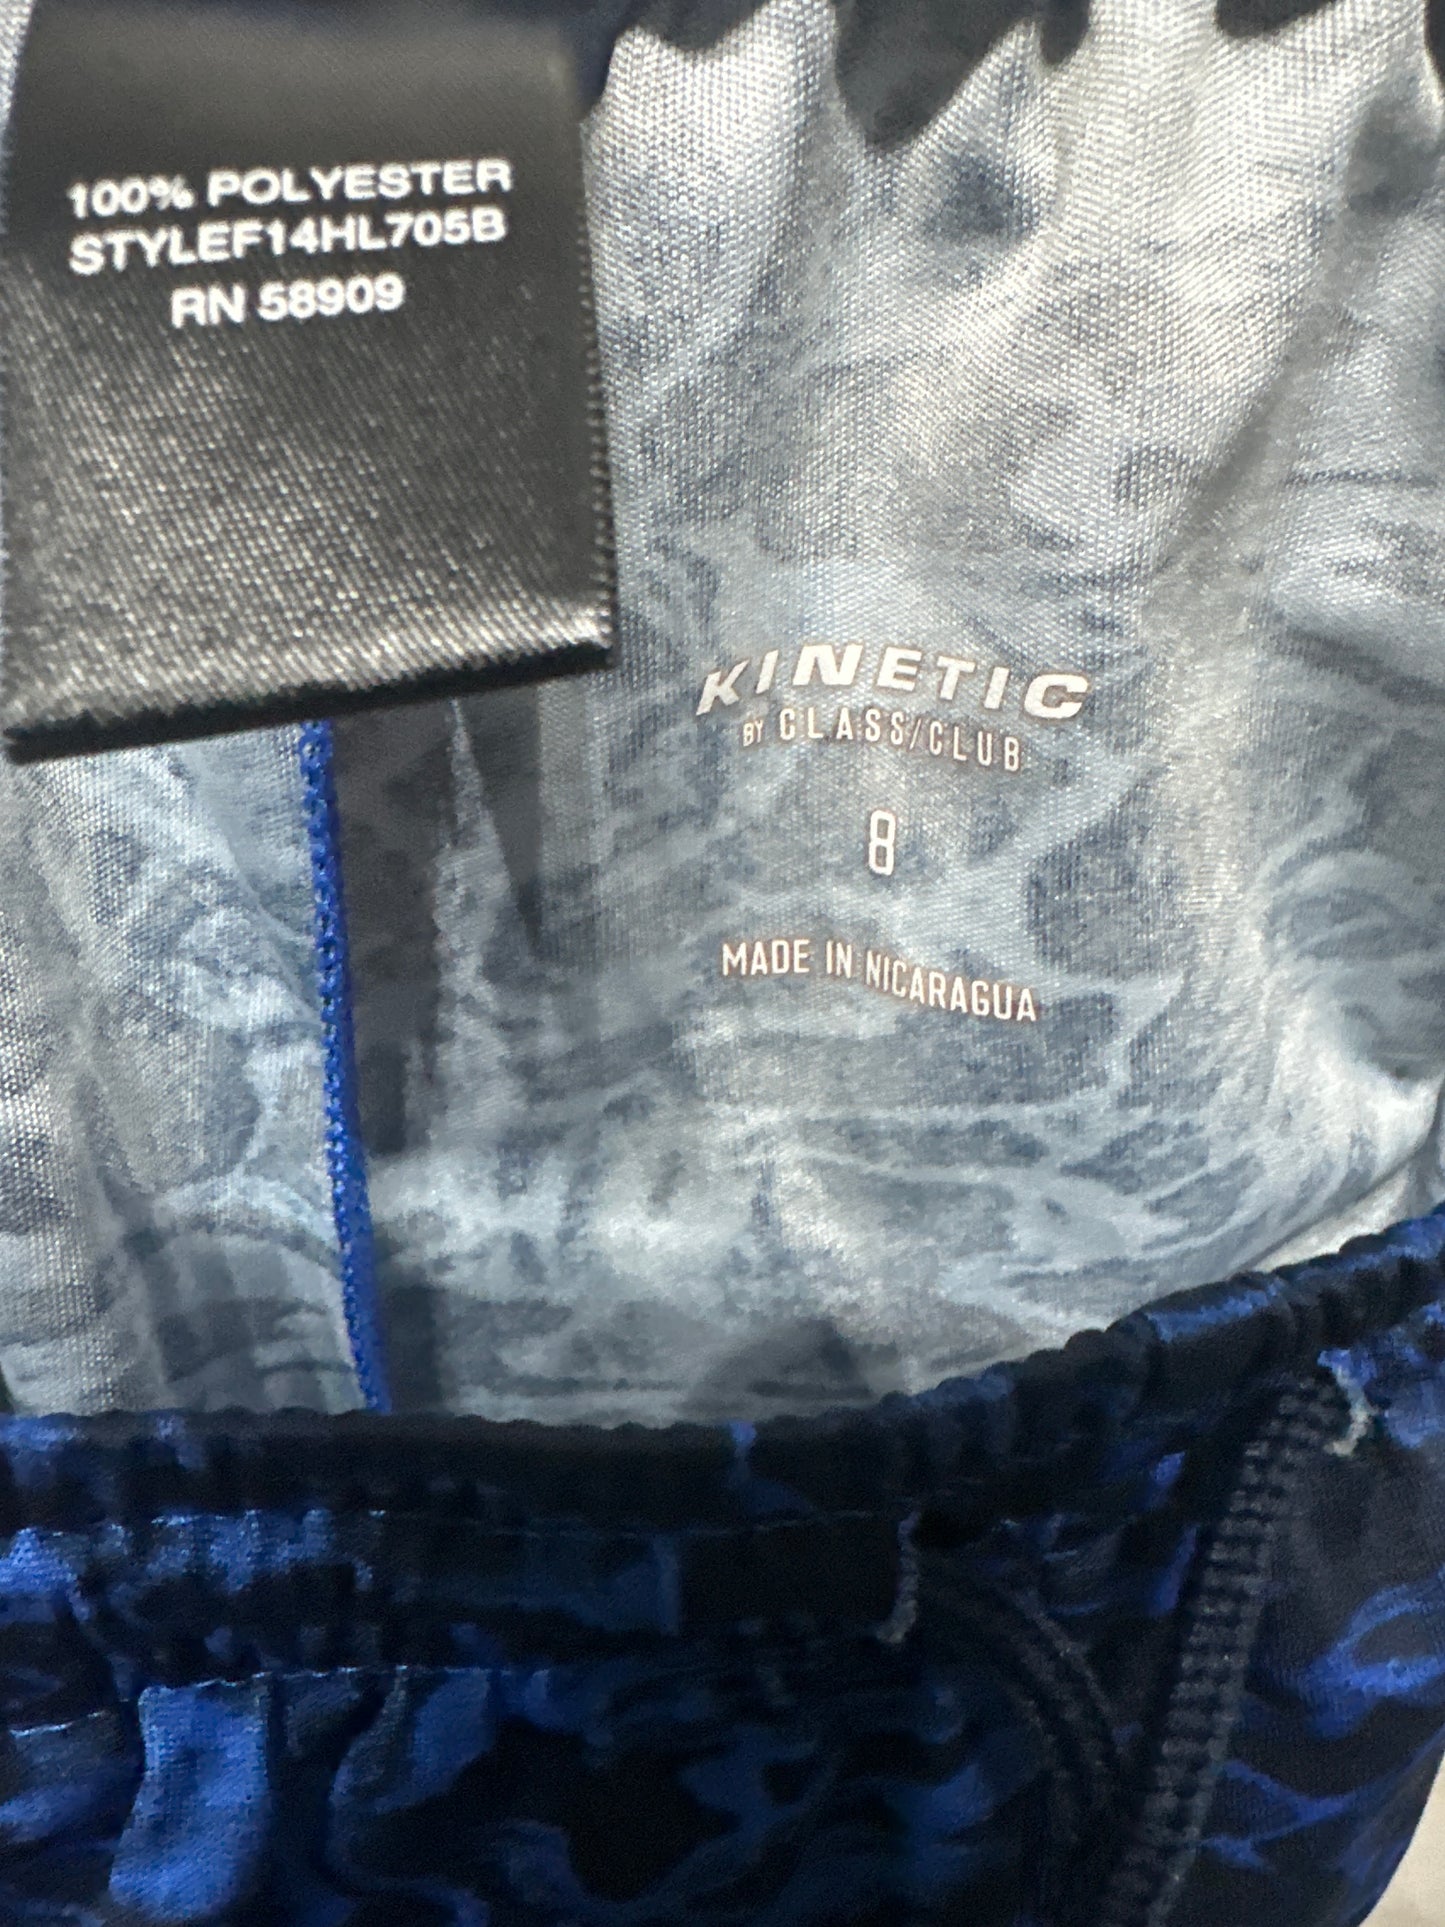 100% POLYESTER
STYLEF14HL705B
RN 58909
KINETIC
BY CLASS/CLUB
8
MADE IN NICARAGUA